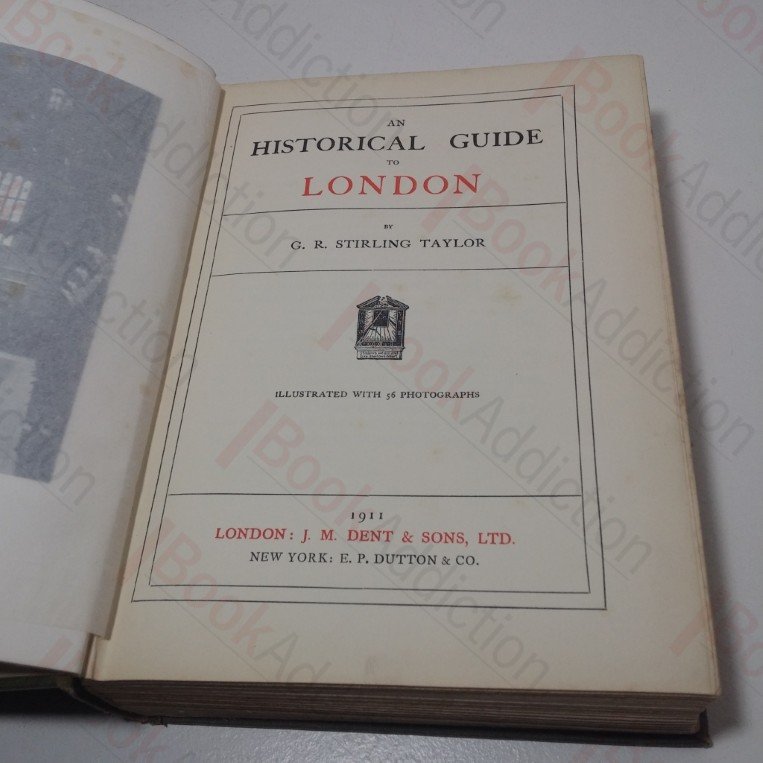 AN
HISTORICAL GUIDE
TO
LONDON
BY
G. R. STIRLING TAYLOR
ILLUSTRATED WITH 56 PHOTOGRAPHS
1911
LONDON: J. M. DENT & SONS, LTD.
NEW YORK: E. P. DUTTON & CO.
BookAddiction